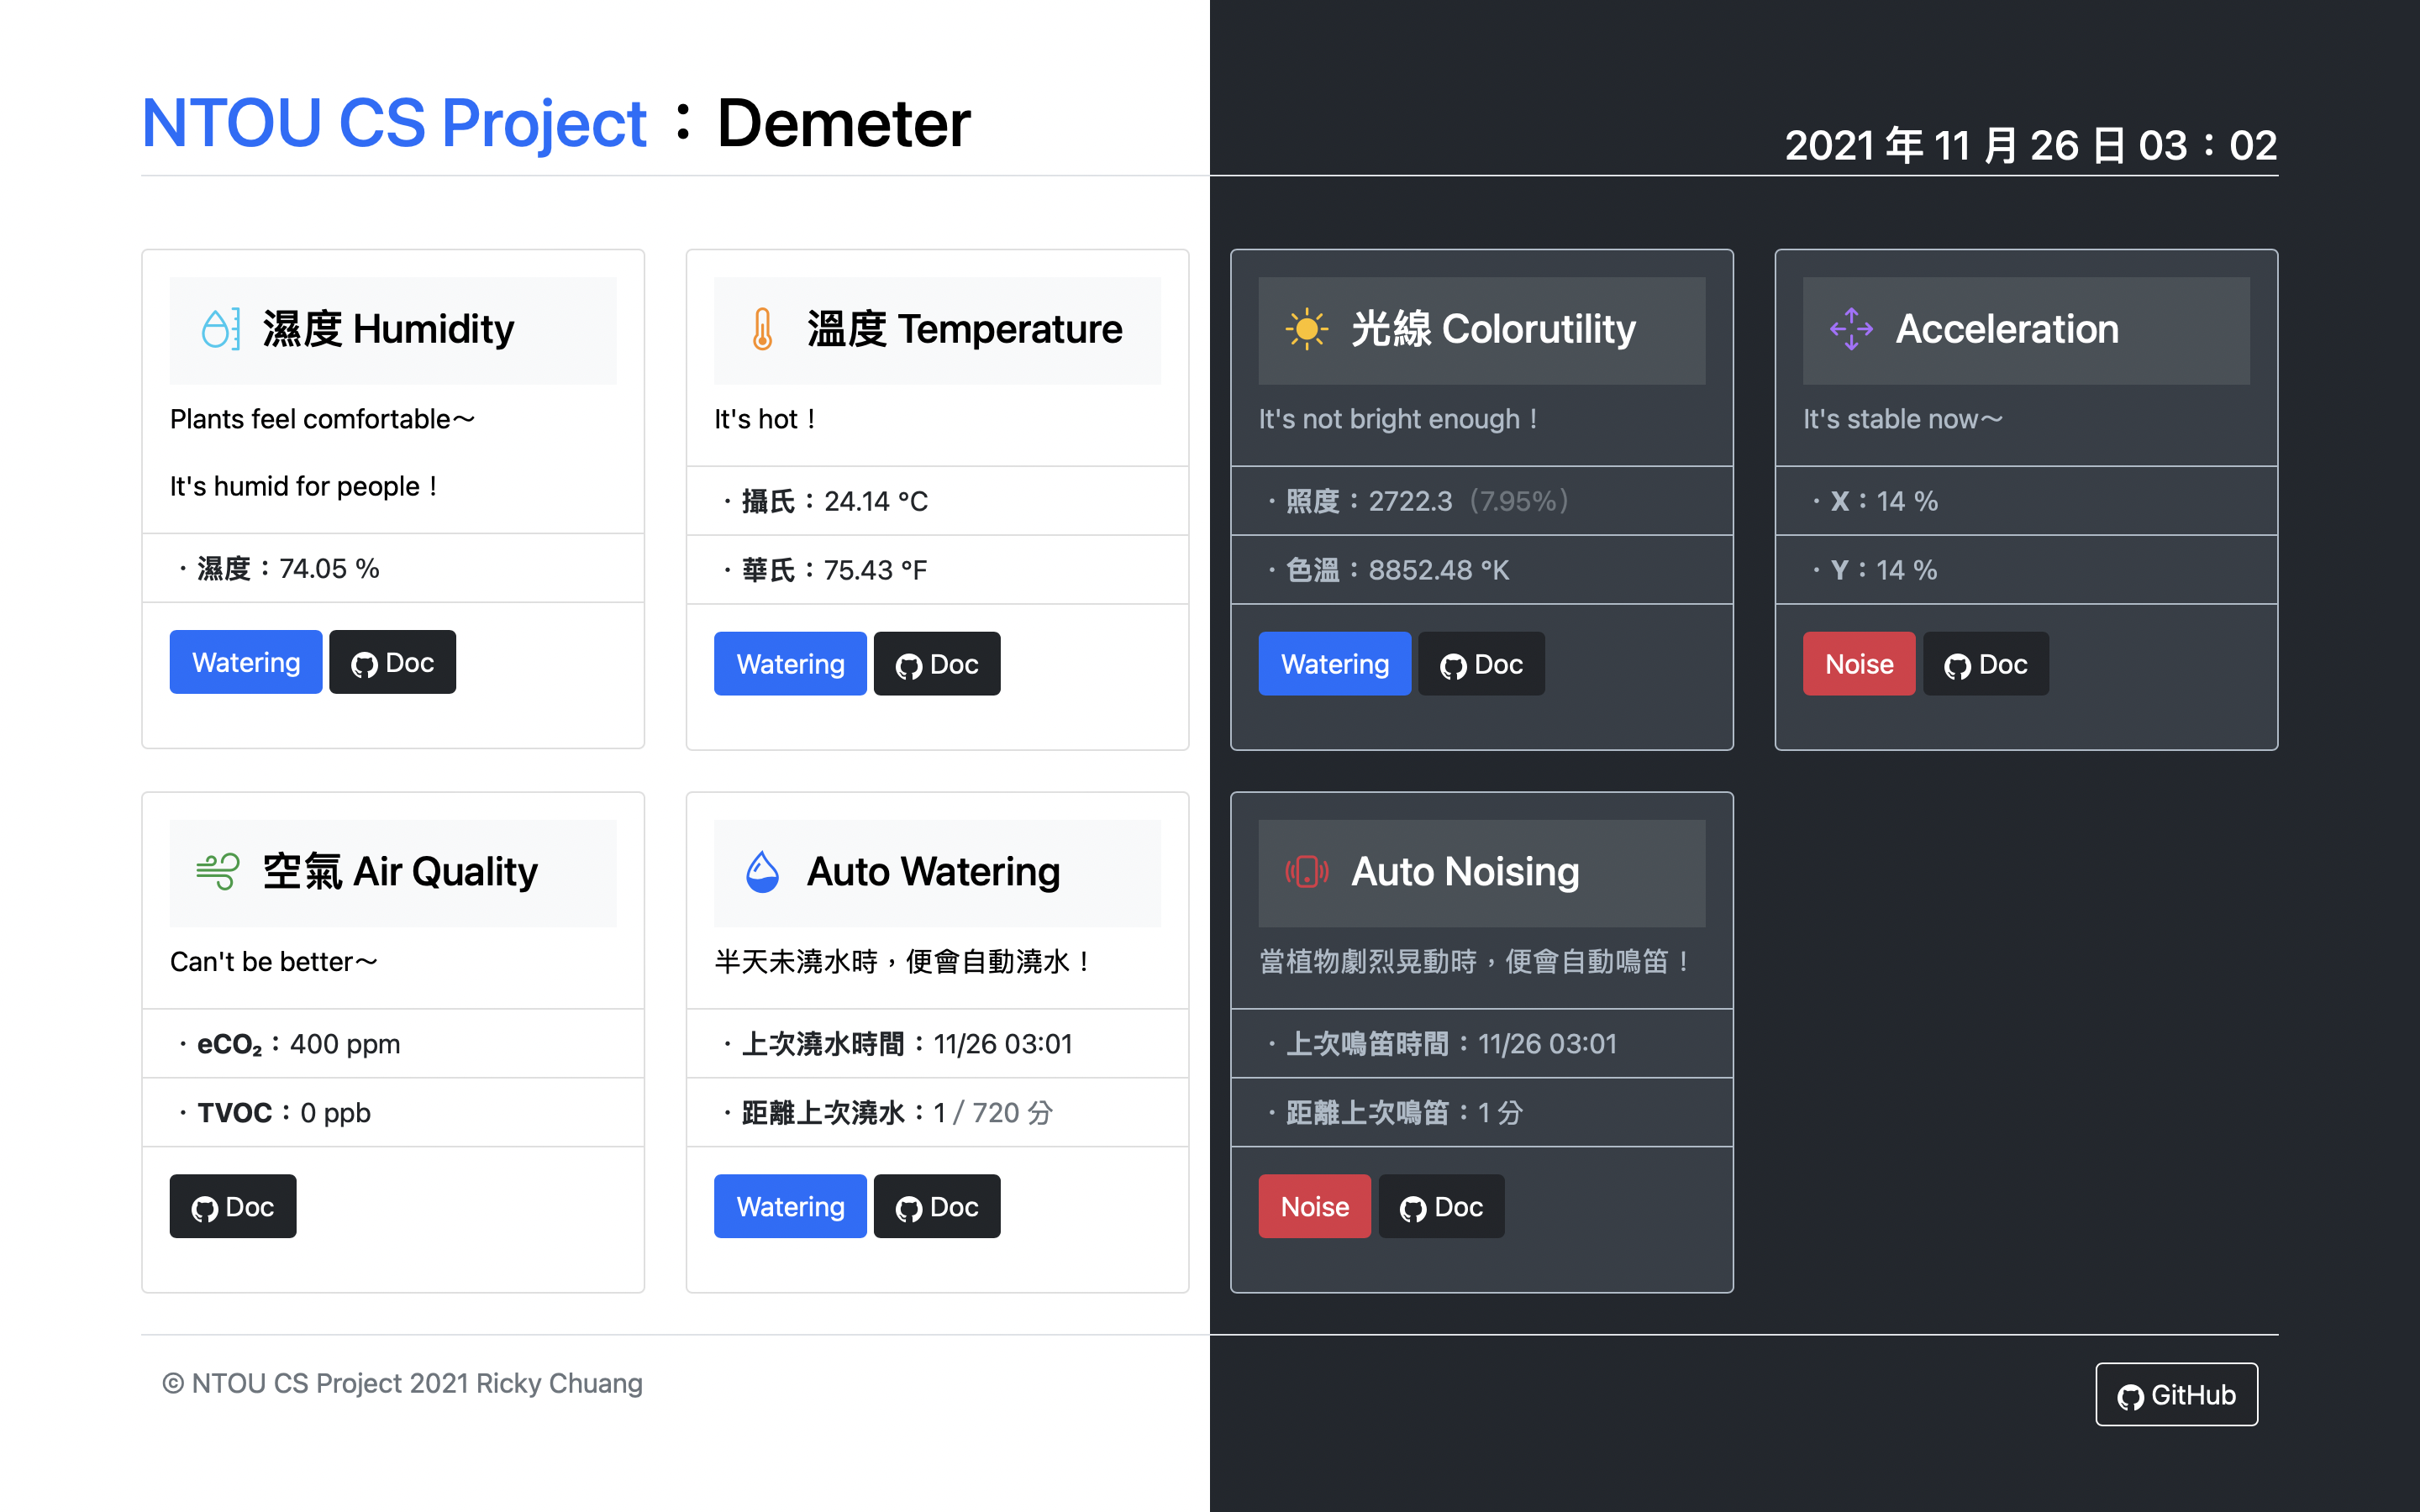 NTOU CS Project：Demeter
2021 年 11 月 26 日 03：02
濕度 Humidity
Plants feel comfortable～
It's humid for people！
・濕度：74.05 %
Watering
Doc
溫度 Temperature
It's hot！
・攝氏：24.14 °C
・華氏：75.43 °F
Watering
Doc
光線 Colorutility
It's not bright enough！
・照度：2722.3（7.95%）
・色溫：8852.48 °K
Watering
Doc
Acceleration
It's stable now～
・X：14 %
・Y：14 %
Noise
Doc
空氣 Air Quality
Can't be better～
・eCO₂：400 ppm
・TVOC：0 ppb
Doc
Auto Watering
半天未澆水時，便會自動澆水！
・上次澆水時間：11/26 03:01
・距離上次澆水：1 / 720 分
Watering
Doc
Auto Noising
當植物劇烈晃動時，便會自動鳴笛！
・上次鳴笛時間：11/26 03:01
・距離上次鳴笛：1 分
Noise
Doc
© NTOU CS Project 2021 Ricky Chuang
GitHub